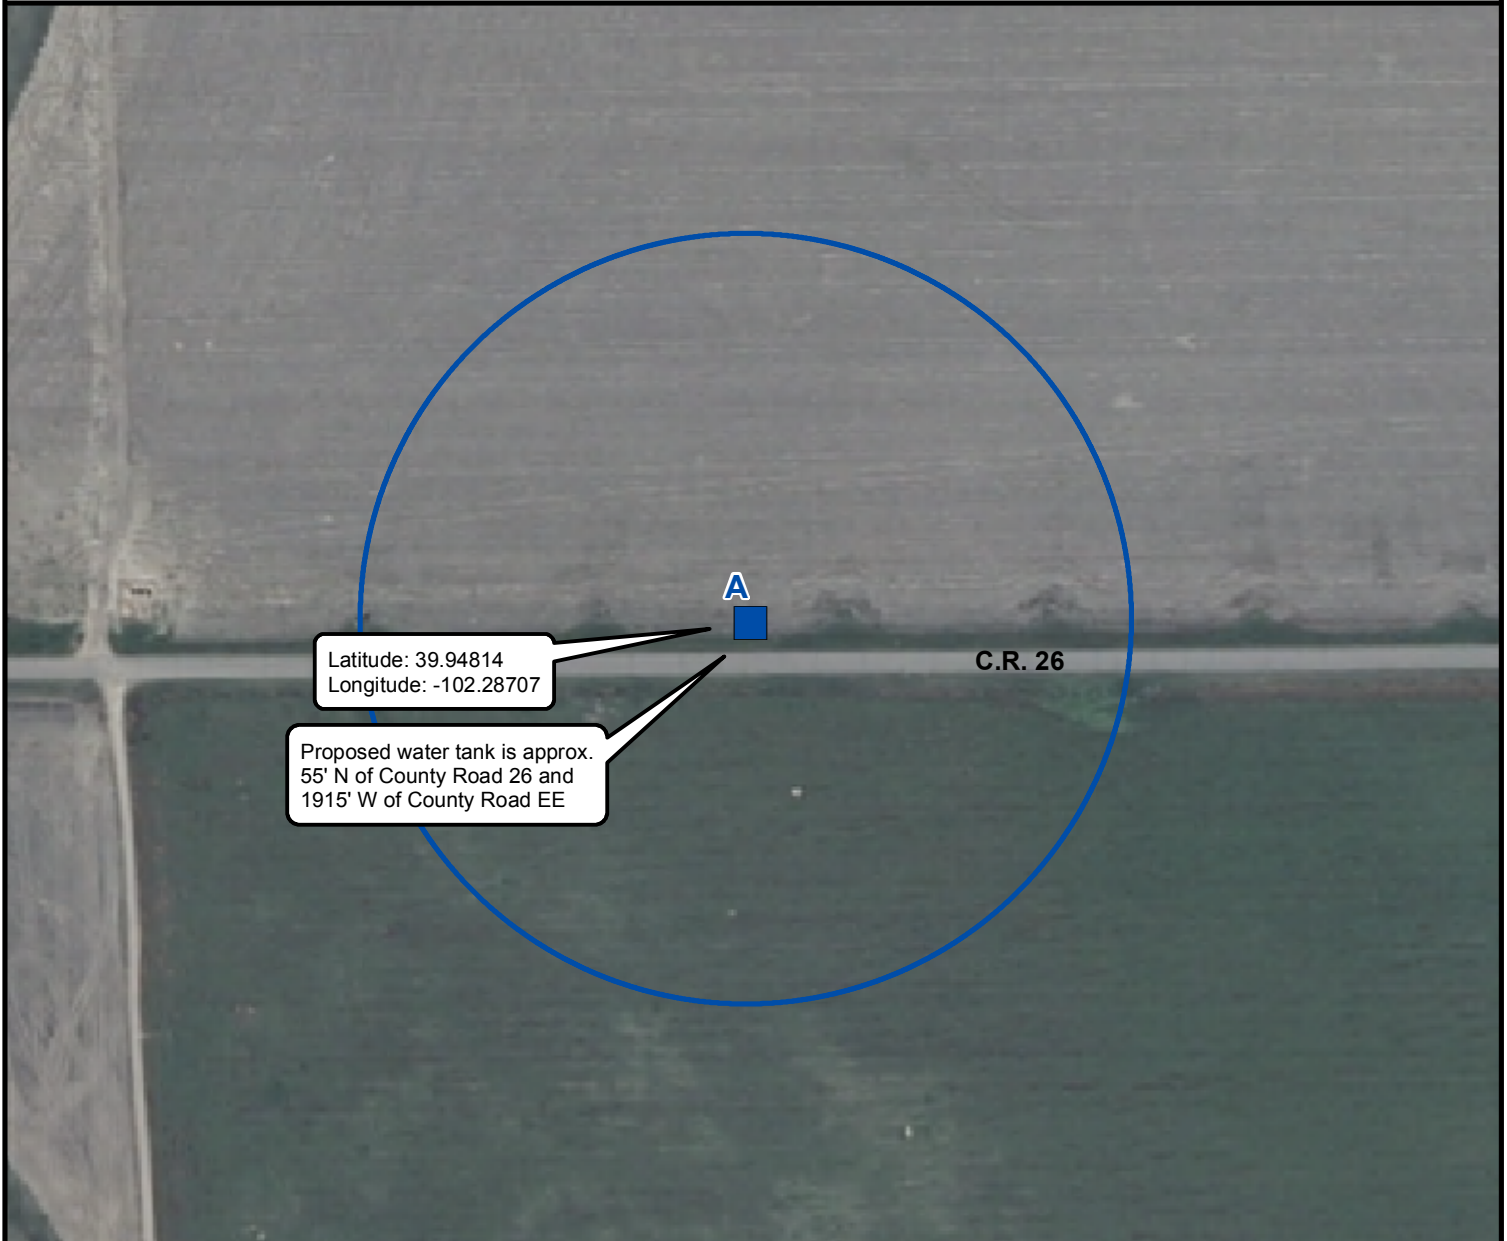 A
Latitude: 39.94814
Longitude: -102.28707
C.R. 26
Proposed water tank is approx.
55' N of County Road 26 and
1915' W of County Road EE